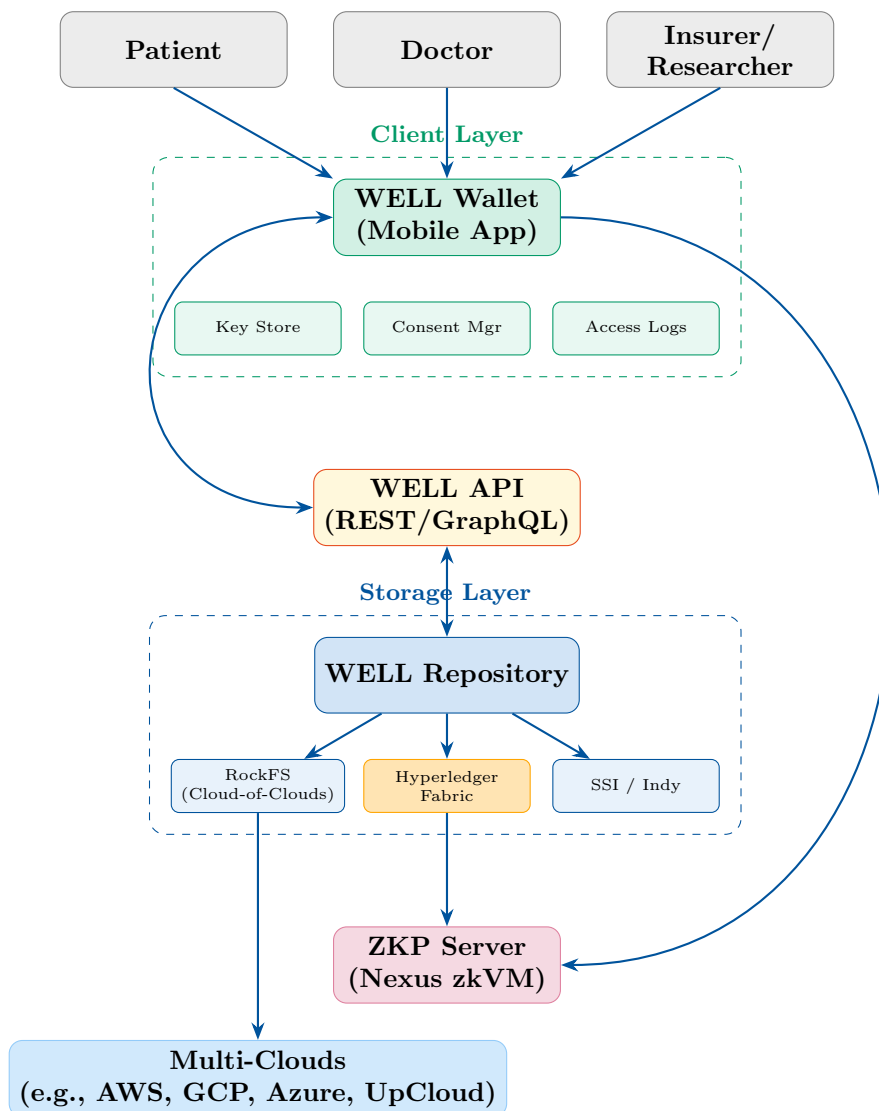 Patient
Doctor
Insurer/
Researcher
Client Layer
WELL Wallet
(Mobile App)
Key Store
Consent Mgr
Access Logs
WELL API
(REST/GraphQL)
Storage Layer
WELL Repository
RockFS
(Cloud-of-Clouds)
Hyperledger
Fabric
SSI / Indy
ZKP Server
(Nexus zkVM)
Multi-Clouds
(e.g., AWS, GCP, Azure, UpCloud)